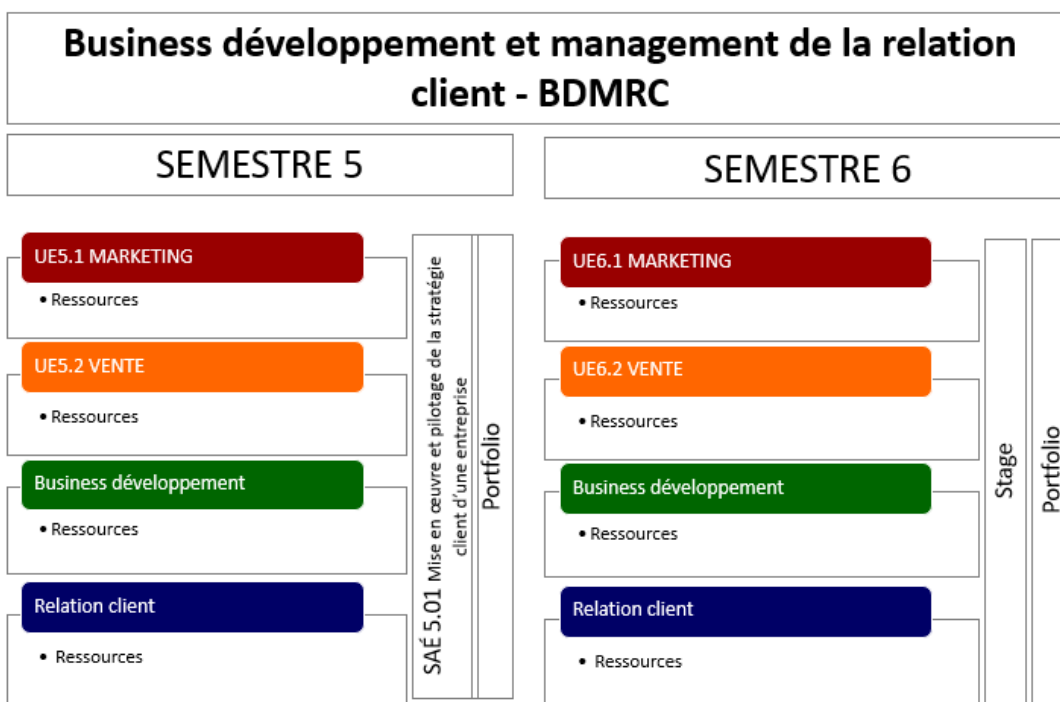 Business développement et management de la relation
client - BDMRC
SEMESTRE 5
UE5.1 MARKETING
• Ressources
UE5.2 VENTE
• Ressources
Business développement
• Ressources
Relation client
• Ressources
SAÉ 5.01 Mise en œuvre et pilotage de la stratégie
client d'une entreprise
Portfolio
SEMESTRE 6
UE6.1 MARKETING
• Ressources
UE6.2 VENTE
• Ressources
Business développement
• Ressources
Relation client
• Ressources
Stage
Portfolio